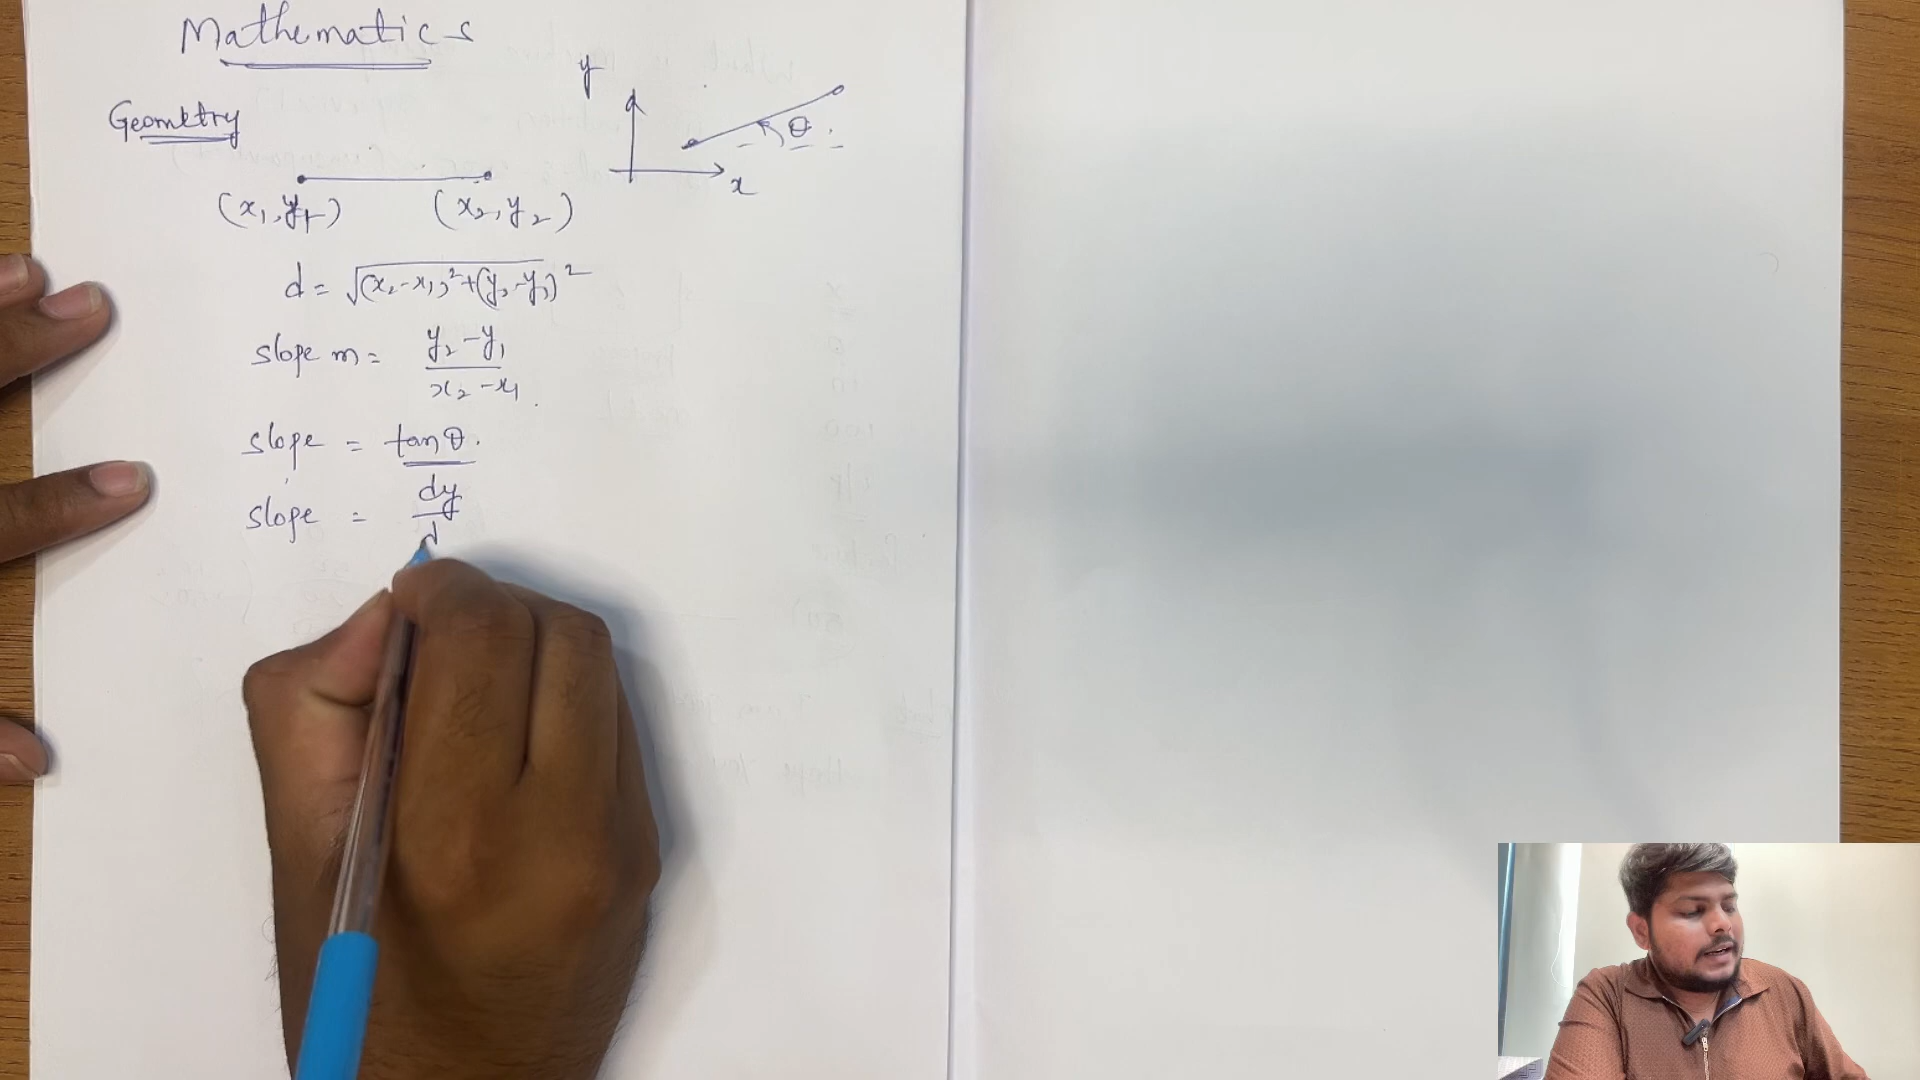 Mathematics
Geometry
y
θ.
x
(x₁, y₁) (x₂, y₂)
d = √(x₂-x₁)²+(y₂-y₁)²
slope m = y₂-y₁
x₂-x₁
slope = tan θ.
slope = dy
d